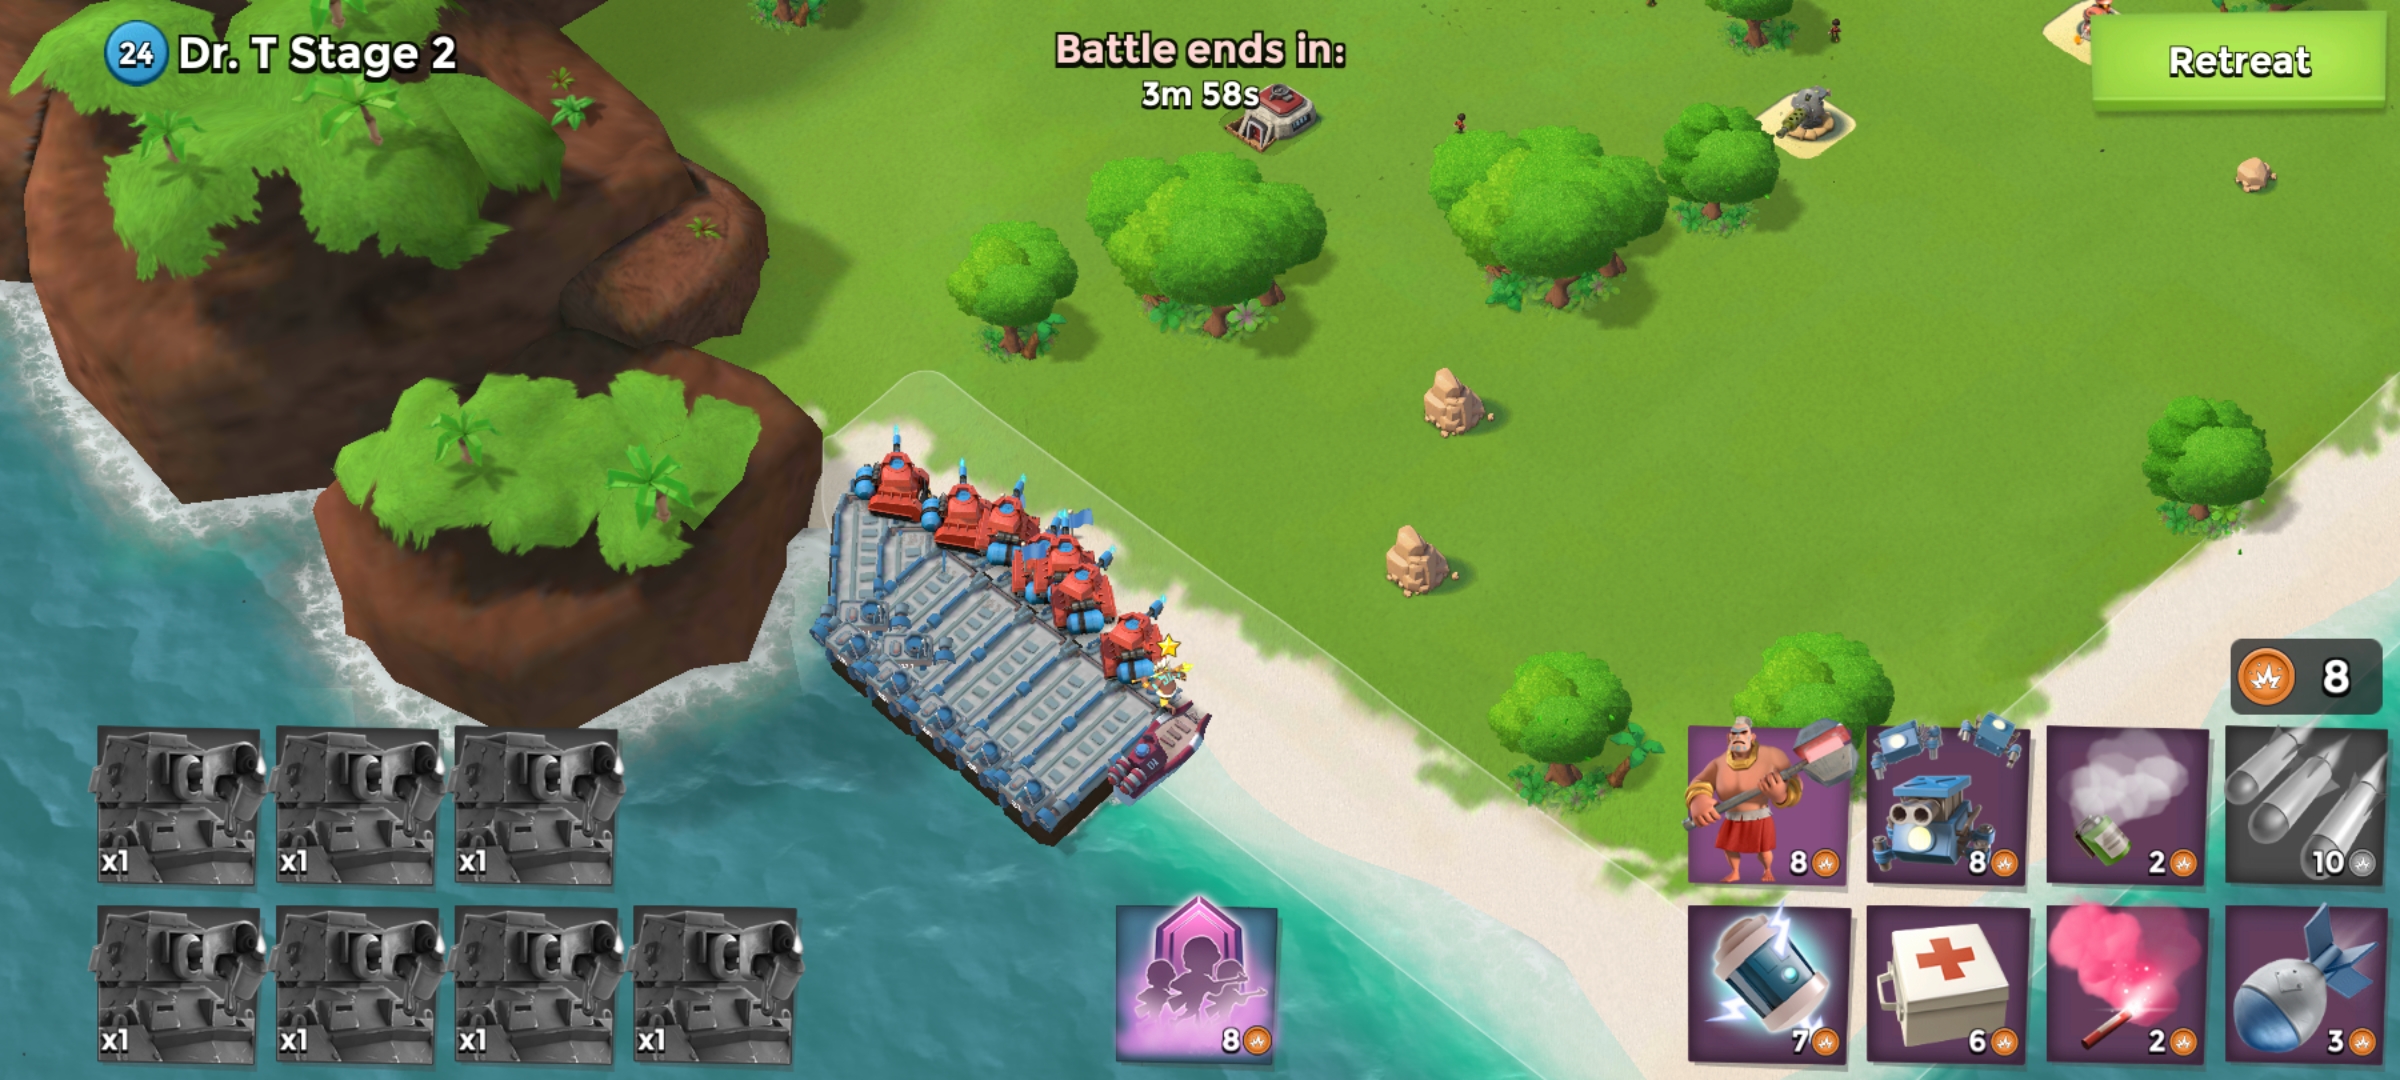 24 Dr. T Stage 2
Battle ends in:
3m 58s
Retreat
8
x1 x1 x1
8 8 2 10
x1 x1 x1 x1
8
7 6 2 3